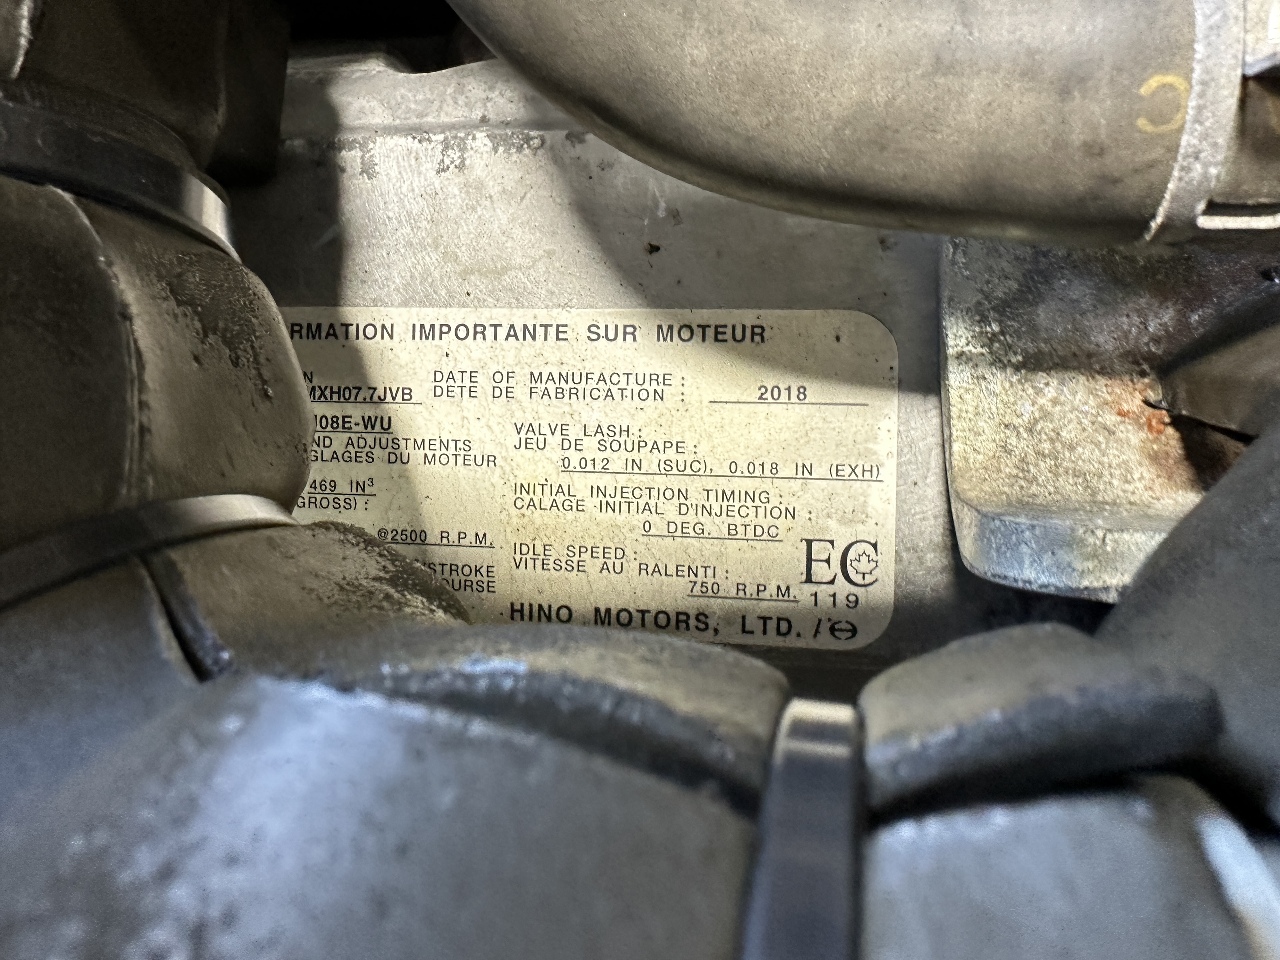 RMATION IMPORTANTE SUR MOTEUR
N
MXH07.7JVB
DATE OF MANUFACTURE :
DETE DE FABRICATION :
2018
08E-WU
ND ADJUSTMENTS
GLAGES DU MOTEUR
VALVE LASH :
JEU DE SOUPAPE :
0.012 IN (SUC), 0.018 IN (EXH)
469 IN³
GROSS) :
INITIAL INJECTION TIMING :
CALAGE INITIAL D'INJECTION :
0 DEG. BTDC
@2500 R.P.M.
IDLE SPEED :
VITESSE AU RALENTI :
750 R.P.M.
/STROKE
OURSE
EC
119
HINO MOTORS, LTD. /